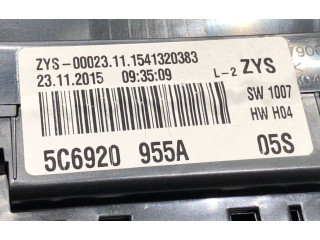 ZYS-00023.11.1541320383
23.11.2015 09:35:09 L-2 ZYS
SW 1007
HW H04
5C6920 955A 05S